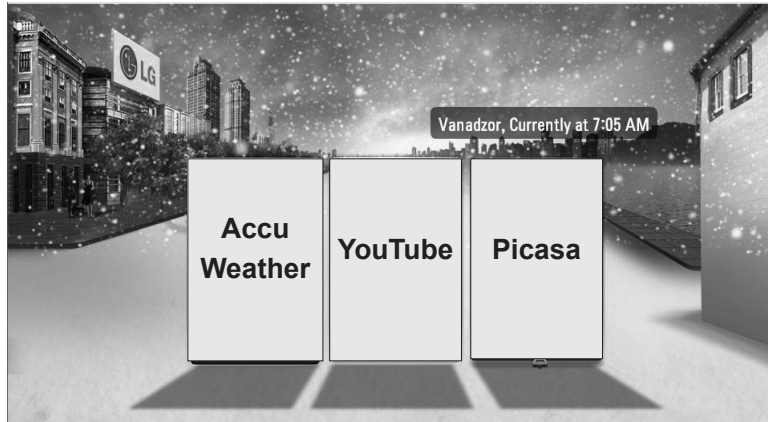 LG
Vanadzor, Currently at 7:05 AM
Accu
Weather
YouTube
Picasa